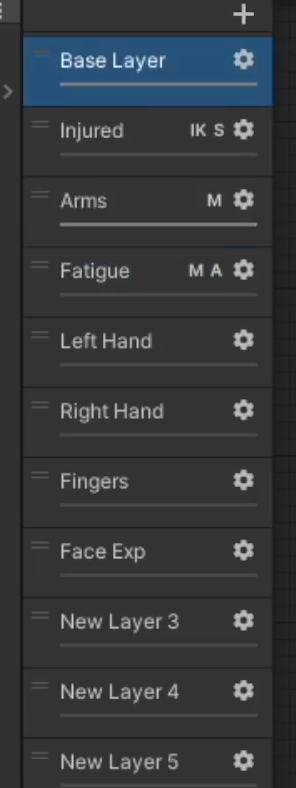 Base Layer
Injured IK S
Arms M
Fatigue M A
Left Hand
Right Hand
Fingers
Face Exp
New Layer 3
New Layer 4
New Layer 5